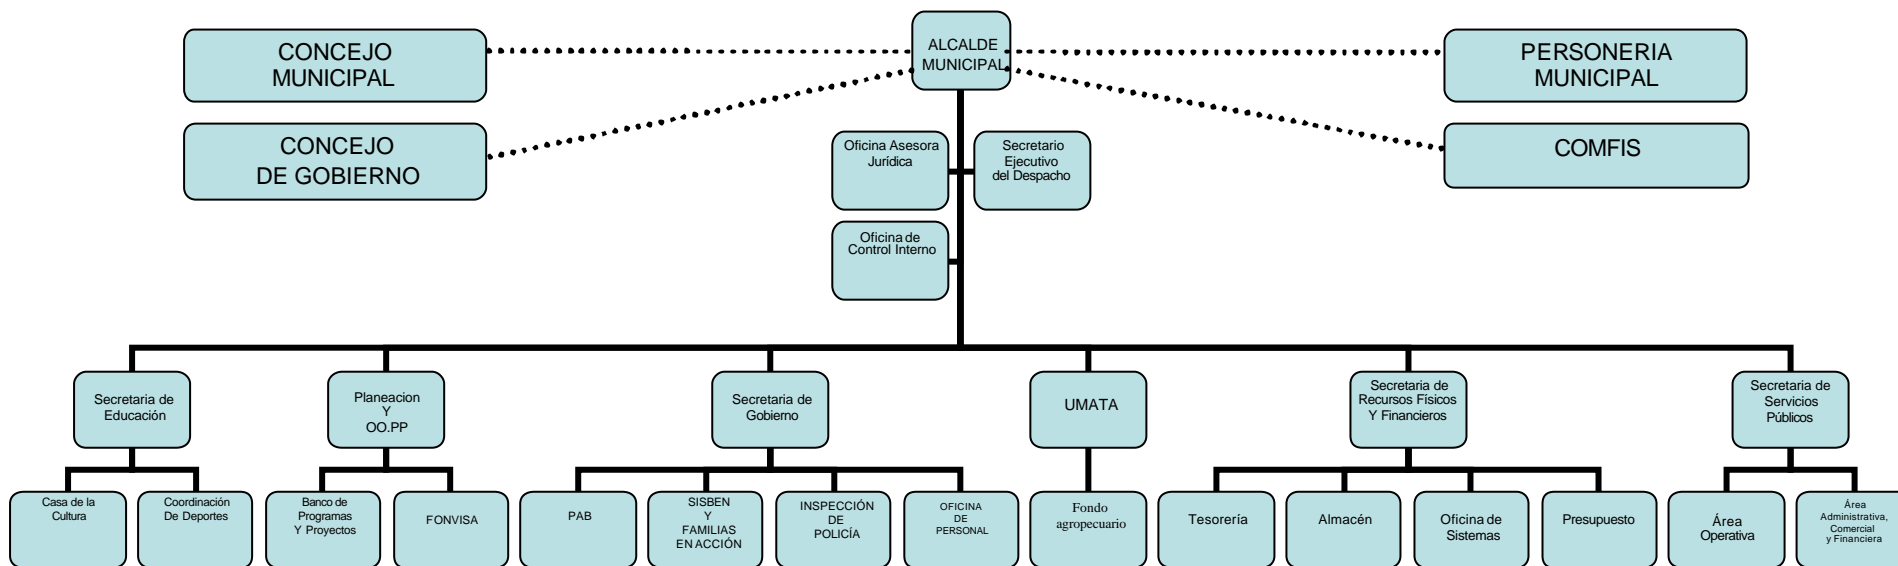 CONCEJO
MUNICIPAL
ALCALDE
MUNICIPAL
PERSONERIA
MUNICIPAL
CONCEJO
DE GOBIERNO
COMFIS
Oficina Asesora
Jurídica
Secretario
Ejecutivo
del Despacho
Oficina de
Control Interno
Secretaria de
Educación
Planeacion
Y
OO.PP
Secretaria de
Gobierno
UMATA
Secretaria de
Recursos Físicos
Y Financieros
Secretaria de
Servicios
Públicos
Casa de la
Cultura
Coordinación
De Deportes
Banco de
Programas
Y Proyectos
FONVISA
PAB
SISBEN
Y
FAMILIAS
EN ACCIÓN
INSPECCIÓN
DE
POLICÍA
OFICINA
DE
PERSONAL
Fondo
agropecuario
Tesorería
Almacén
Oficina de
Sistemas
Presupuesto
Área
Operativa
Área
Administrativa,
Comercial
y Financiera